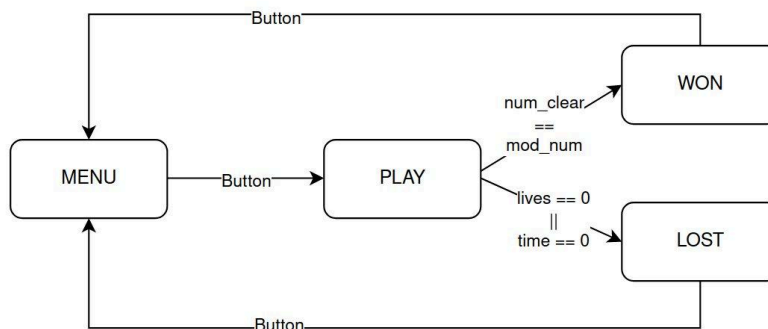 Button
WON
num_clear
==
mod_num
MENU
Button
PLAY
lives == 0
||
time == 0
LOST
Button